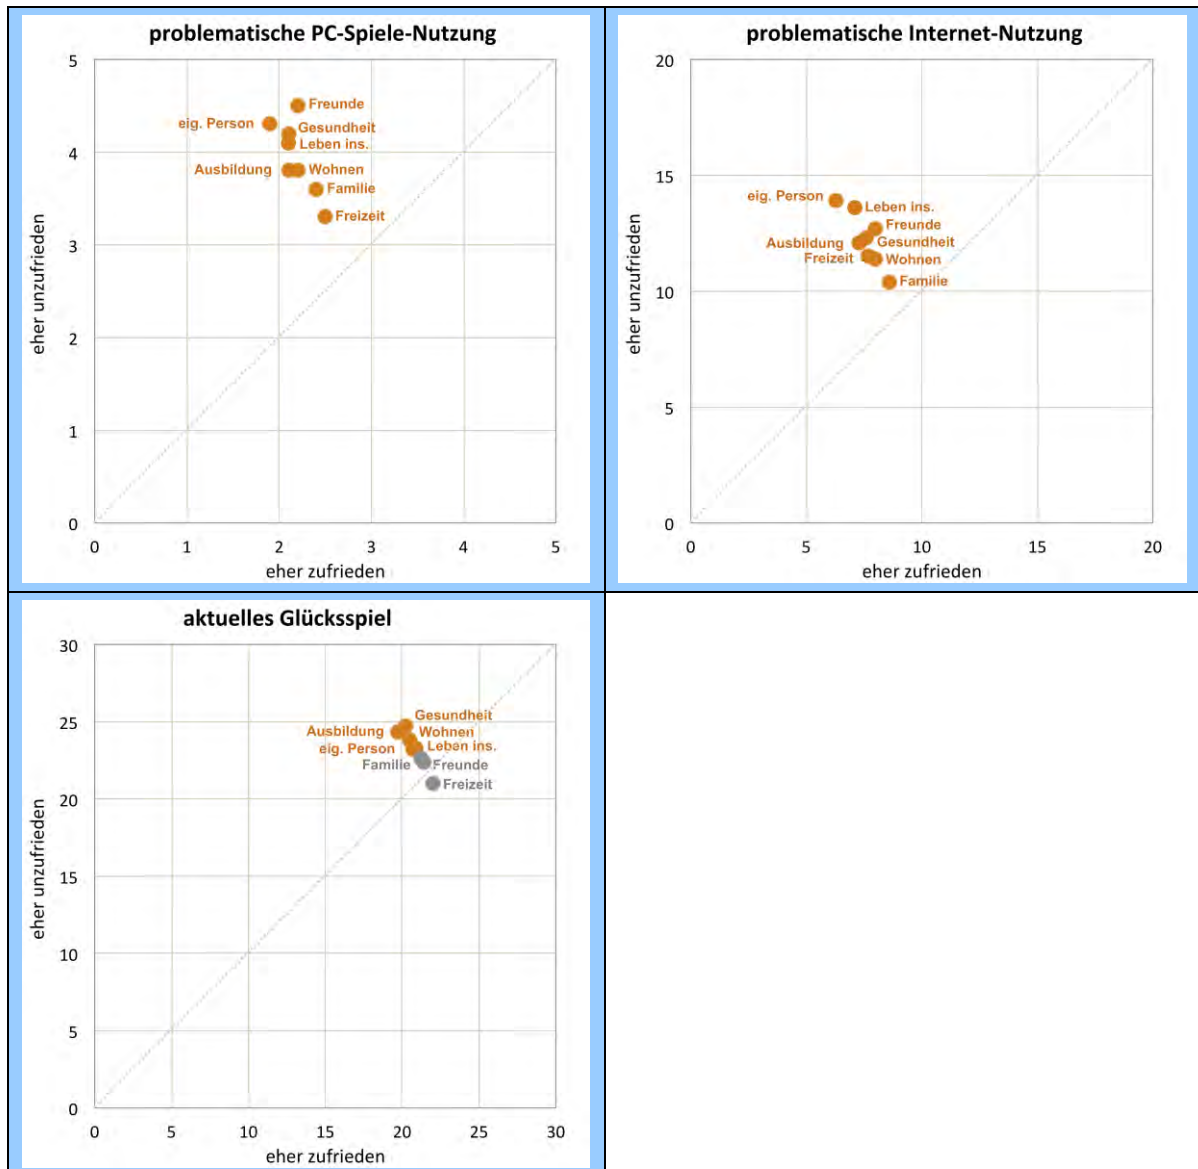 problematische PC-Spiele-Nutzung
5
4
3
2
1
0
eher unzufrieden
Freunde
eig. Person
Gesundheit
Leben ins.
Ausbildung
Wohnen
Familie
Freizeit
0 1 2 3 4 5
eher zufrieden
problematische Internet-Nutzung
20
15
10
5
0
eher unzufrieden
eig. Person
Leben ins.
Freunde
Ausbildung
Gesundheit
Freizeit
Wohnen
Familie
0 5 10 15 20
eher zufrieden
aktuelles Glücksspiel
30
25
20
15
10
5
0
eher unzufrieden
Gesundheit
Ausbildung
Wohnen
eig. Person
Leben ins.
Familie
Freunde
Freizeit
0 5 10 15 20 25 30
eher zufrieden